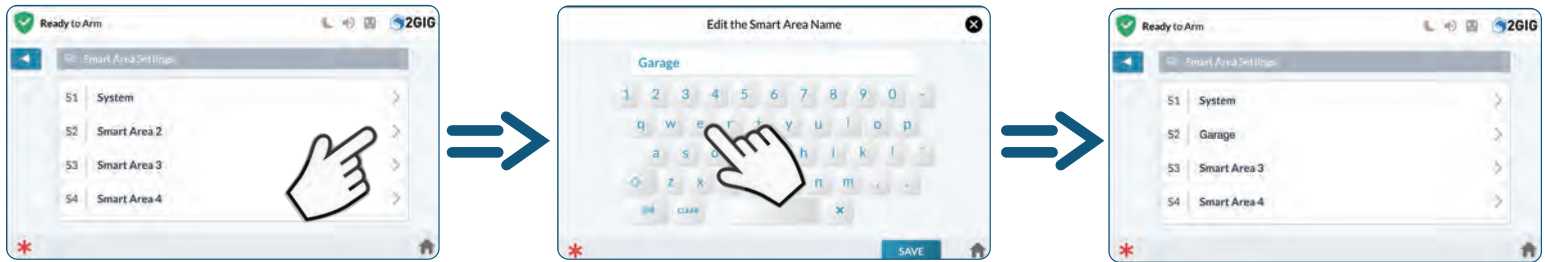 Ready to Arm
2GIG
Smart Area Settings
S1 System
S2 Smart Area 2
S3 Smart Area 3
S4 Smart Area 4
Edit the Smart Area Name
Garage
1 2 3 4 5 6 7 8 9 0 -
q w e r t y u i o p
a s d h j k l '
z x n m , .
CLEAR
SAVE
Ready to Arm
2GIG
Smart Area Settings
S1 System
S2 Garage
S3 Smart Area 3
S4 Smart Area 4